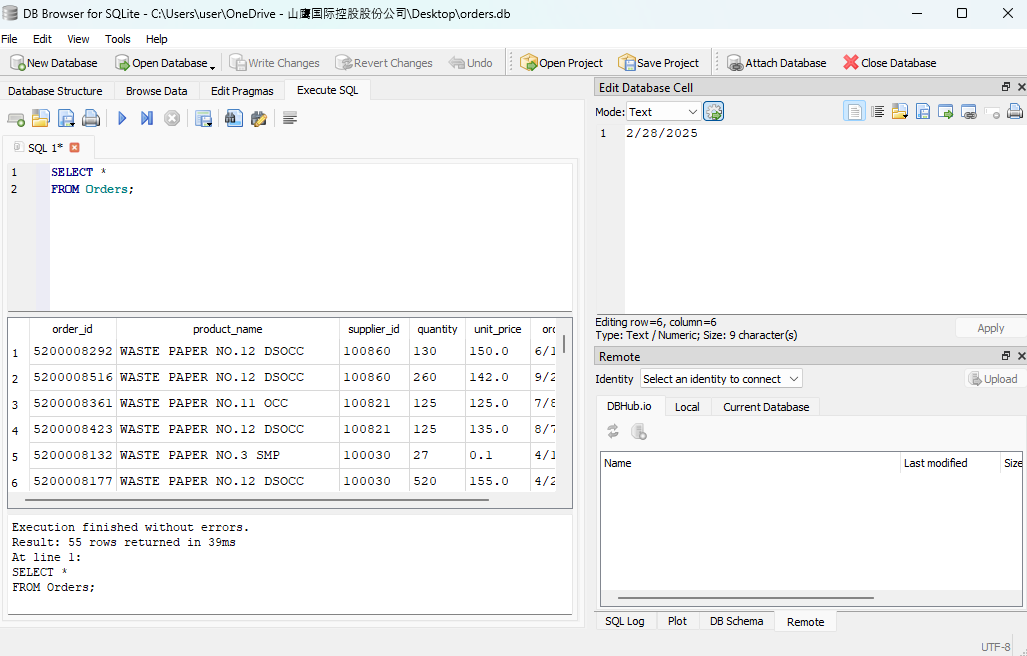 DB Browser for SQLite - C:\Users\user\OneDrive - 山鹰国际控股股份公司\Desktop\orders.db
File Edit View Tools Help
New Database Open Database Write Changes Revert Changes Undo Open Project Save Project Attach Database Close Database
Database Structure Browse Data Edit Pragmas Execute SQL
SQL 1*
1 SELECT *
2 FROM Orders;
order_id product_name supplier_id quantity unit_price orc
1 5200008292 WASTE PAPER NO.12 DSOCC 100860 130 150.0 6/1
2 5200008516 WASTE PAPER NO.12 DSOCC 100860 260 142.0 9/2
3 5200008361 WASTE PAPER NO.11 OCC 100821 125 125.0 7/8
4 5200008423 WASTE PAPER NO.12 DSOCC 100821 125 135.0 8/7
5 5200008132 WASTE PAPER NO.3 SMP 100030 27 0.1 4/1
6 5200008177 WASTE PAPER NO.12 DSOCC 100030 520 155.0 4/2
Execution finished without errors.
Result: 55 rows returned in 39ms
At line 1:
SELECT *
FROM Orders;
Edit Database Cell
Mode: Text
1 2/28/2025
Editing row=6, column=6
Type: Text / Numeric; Size: 9 character(s)
Apply
Remote
Identity Select an identity to connect Upload
DBHub.io Local Current Database
Name Last modified Size
SQL Log Plot DB Schema Remote
UTF-8